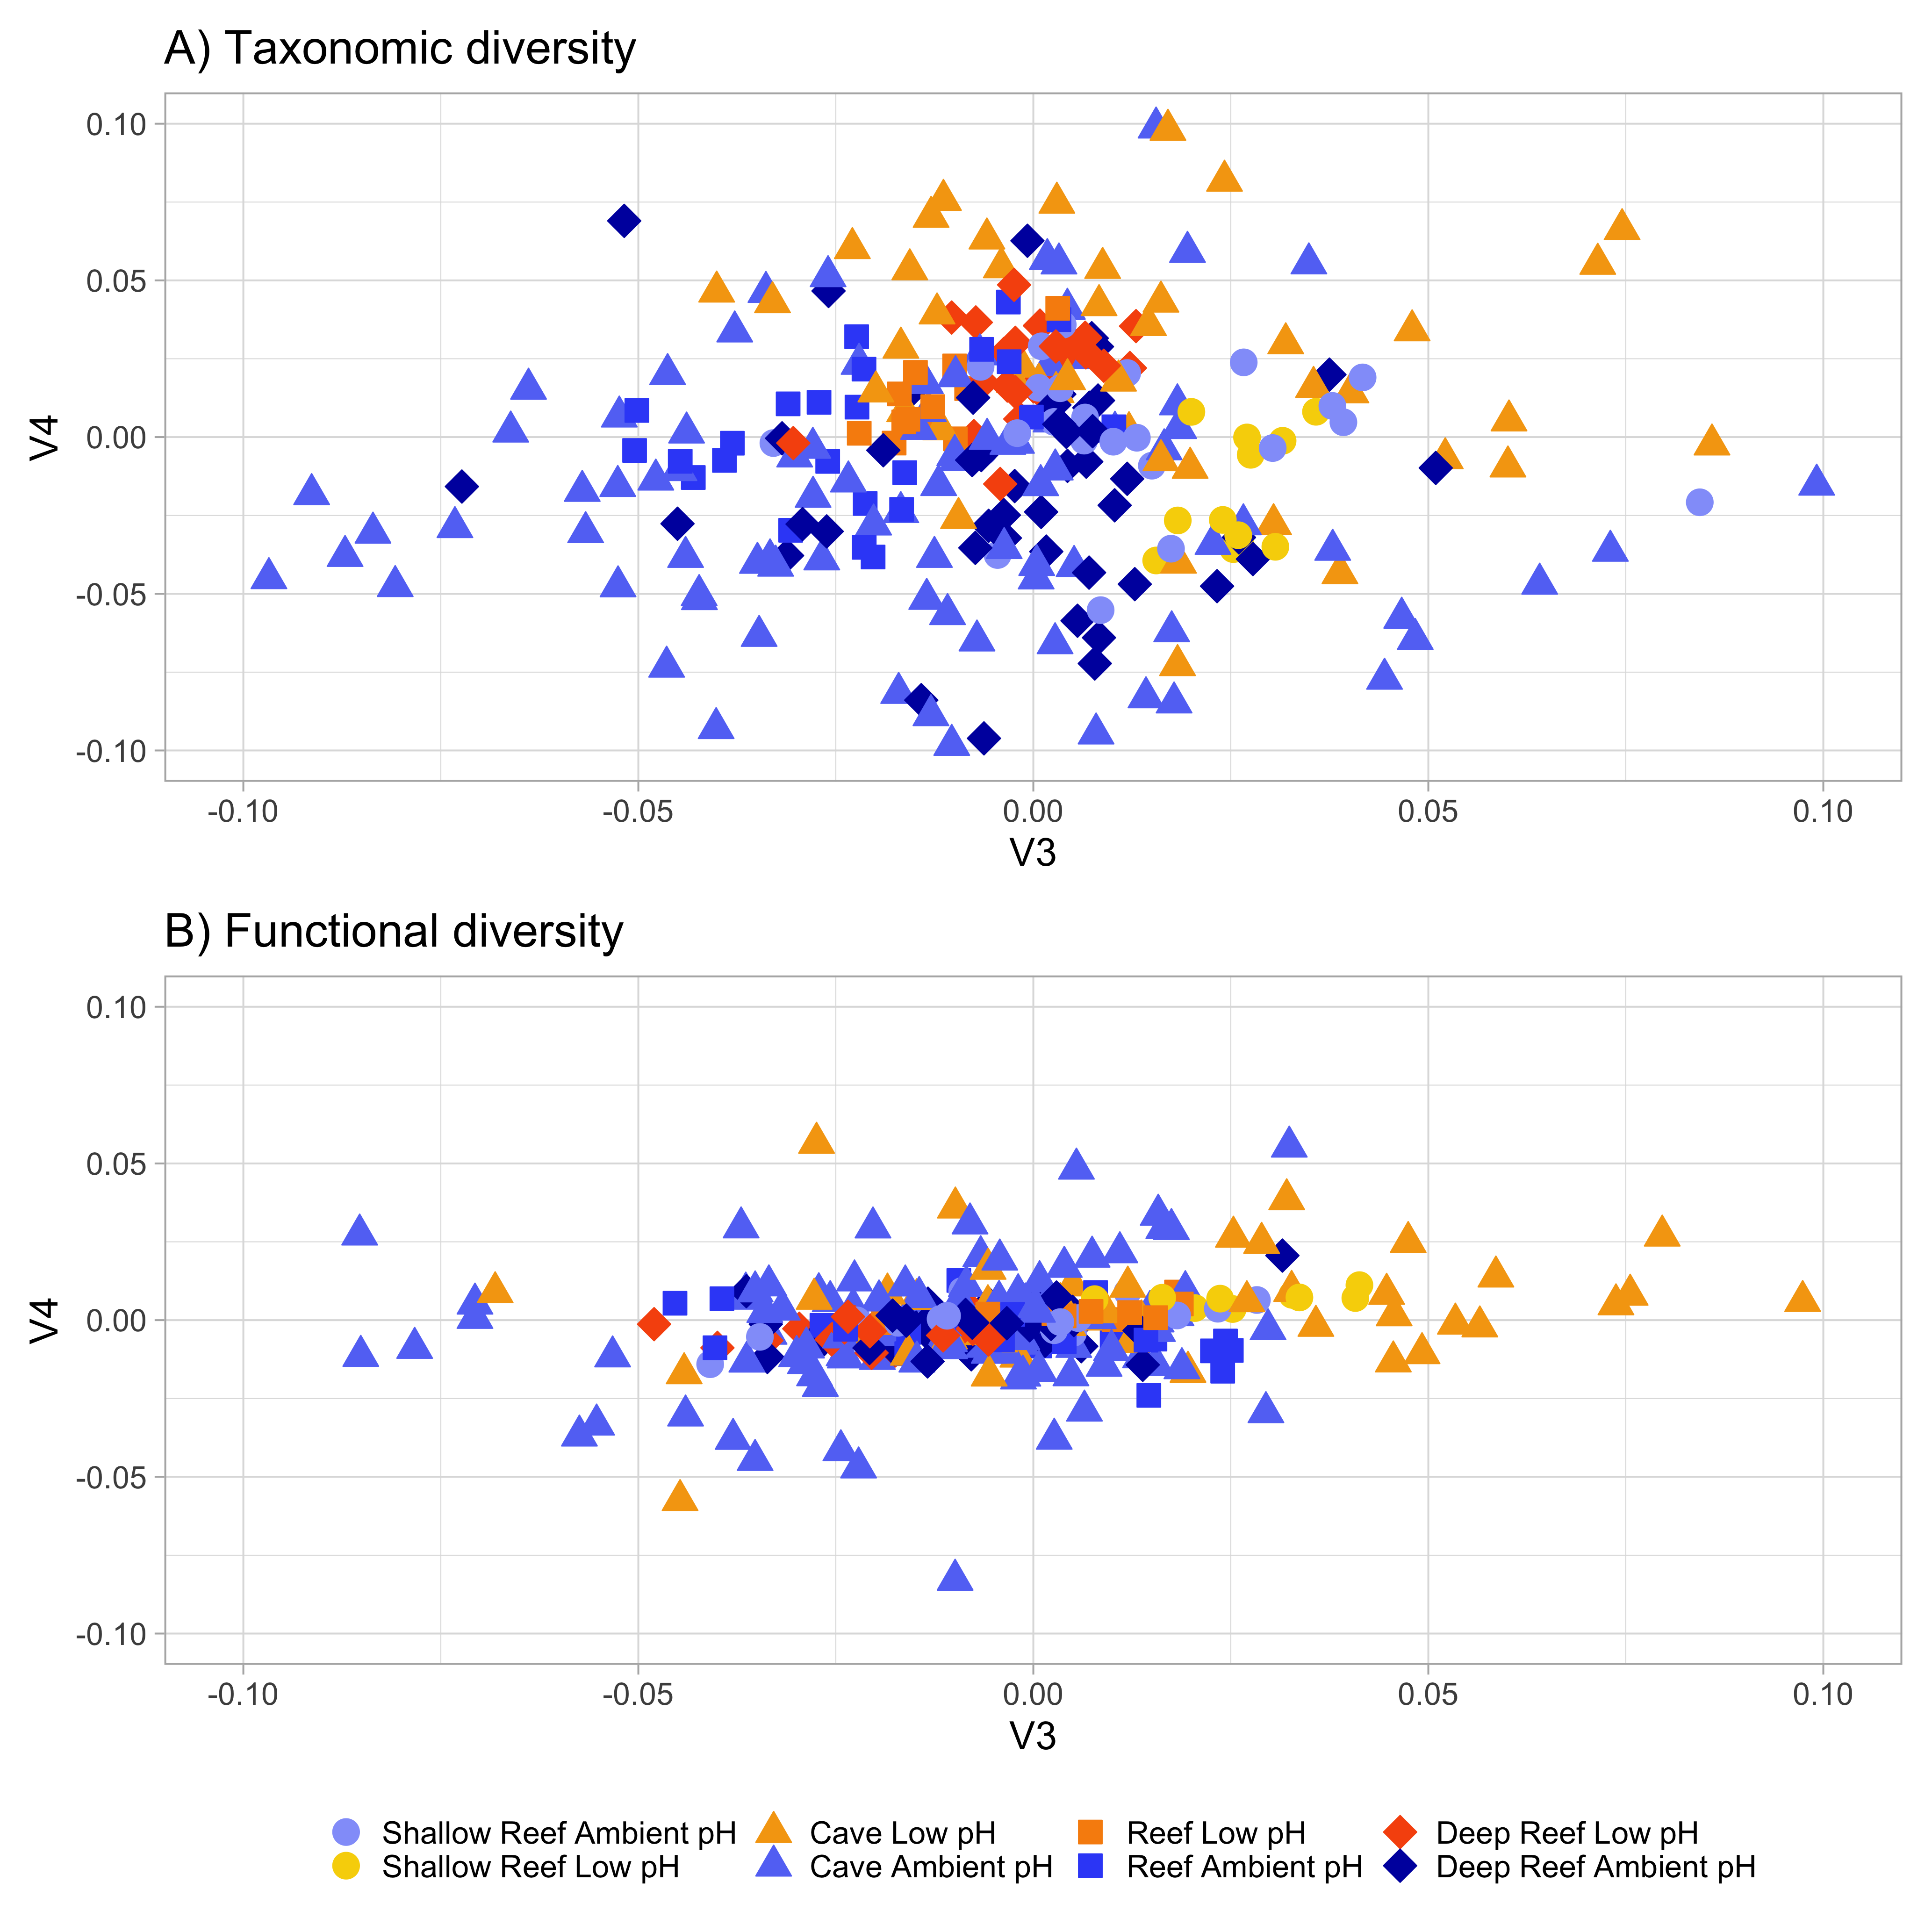 A) Taxonomic diversity
0.10
0.05
0.00
-0.05
-0.10
V4
-0.10 -0.05 0.00 0.05 0.10
V3
B) Functional diversity
0.10
0.05
0.00
-0.05
-0.10
V4
-0.10 -0.05 0.00 0.05 0.10
V3
Shallow Reef Ambient pH Cave Low pH Reef Low pH Deep Reef Low pH
Shallow Reef Low pH Cave Ambient pH Reef Ambient pH Deep Reef Ambient pH